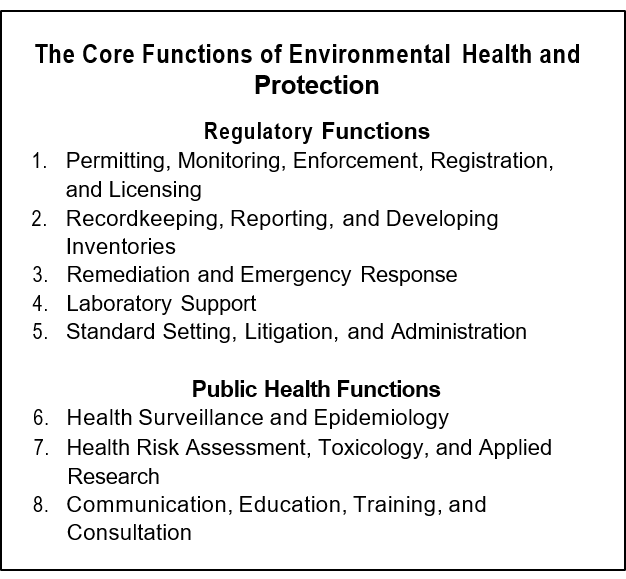 The Core Functions of Environmental Health and
Protection
Regulatory Functions
1. Permitting, Monitoring, Enforcement, Registration,
and Licensing
2. Recordkeeping, Reporting, and Developing
Inventories
3. Remediation and Emergency Response
4. Laboratory Support
5. Standard Setting, Litigation, and Administration
Public Health Functions
6. Health Surveillance and Epidemiology
7. Health Risk Assessment, Toxicology, and Applied
Research
8. Communication, Education, Training, and
Consultation